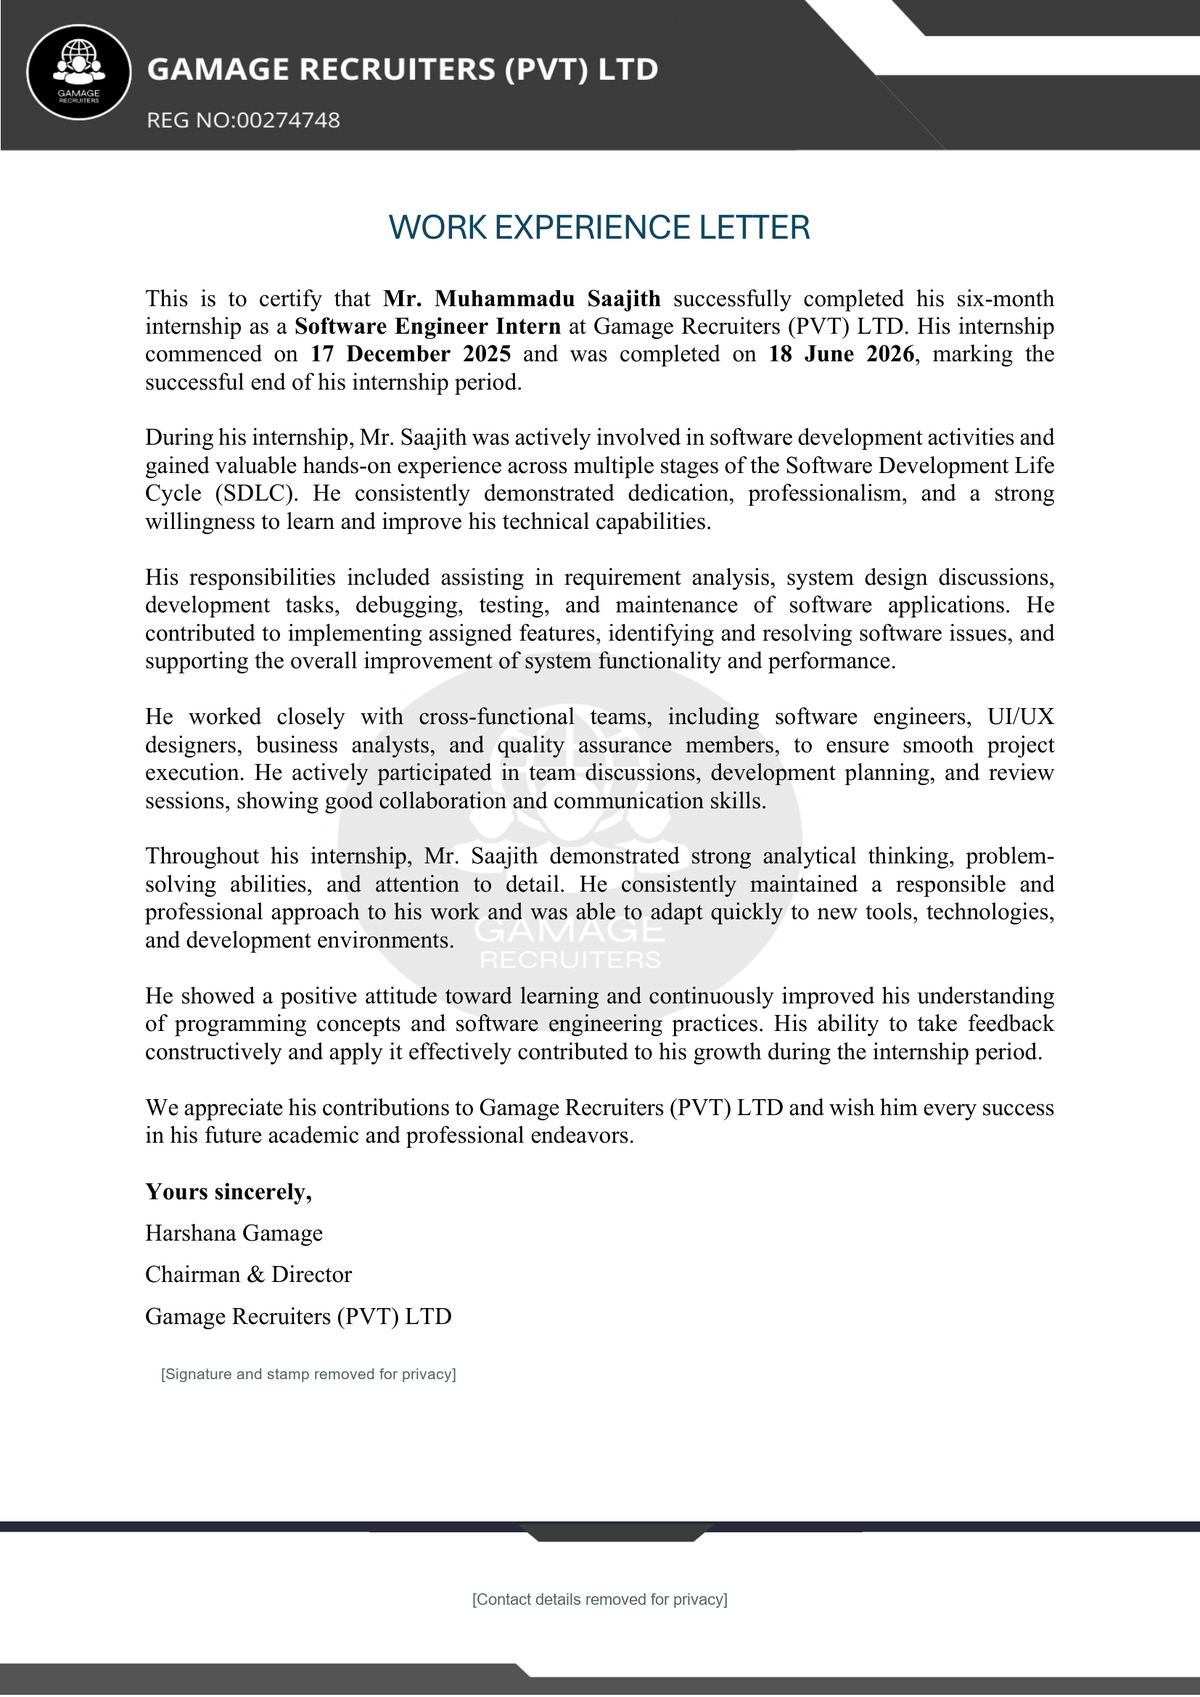 GAMAGE
RECRUITERS
GAMAGE RECRUITERS (PVT) LTD
REG NO:00274748
WORK EXPERIENCE LETTER
This is to certify that Mr. Muhammadu Saajith successfully completed his six-month
internship as a Software Engineer Intern at Gamage Recruiters (PVT) LTD. His internship
commenced on 17 December 2025 and was completed on 18 June 2026, marking the
successful end of his internship period.
During his internship, Mr. Saajith was actively involved in software development activities and
gained valuable hands-on experience across multiple stages of the Software Development Life
Cycle (SDLC). He consistently demonstrated dedication, professionalism, and a strong
willingness to learn and improve his technical capabilities.
His responsibilities included assisting in requirement analysis, system design discussions,
development tasks, debugging, testing, and maintenance of software applications. He
contributed to implementing assigned features, identifying and resolving software issues, and
supporting the overall improvement of system functionality and performance.
He worked closely with cross-functional teams, including software engineers, UI/UX
designers, business analysts, and quality assurance members, to ensure smooth project
execution. He actively participated in team discussions, development planning, and review
sessions, showing good collaboration and communication skills.
Throughout his internship, Mr. Saajith demonstrated strong analytical thinking, problem-
solving abilities, and attention to detail. He consistently maintained a responsible and
professional approach to his work and was able to adapt quickly to new tools, technologies,
and development environments.
GAMAGE
RECRUITERS
He showed a positive attitude toward learning and continuously improved his understanding
of programming concepts and software engineering practices. His ability to take feedback
constructively and apply it effectively contributed to his growth during the internship period.
We appreciate his contributions to Gamage Recruiters (PVT) LTD and wish him every success
in his future academic and professional endeavors.
Yours sincerely,
Harshana Gamage
Chairman & Director
Gamage Recruiters (PVT) LTD
[Signature and stamp removed for privacy]
[Contact details removed for privacy]